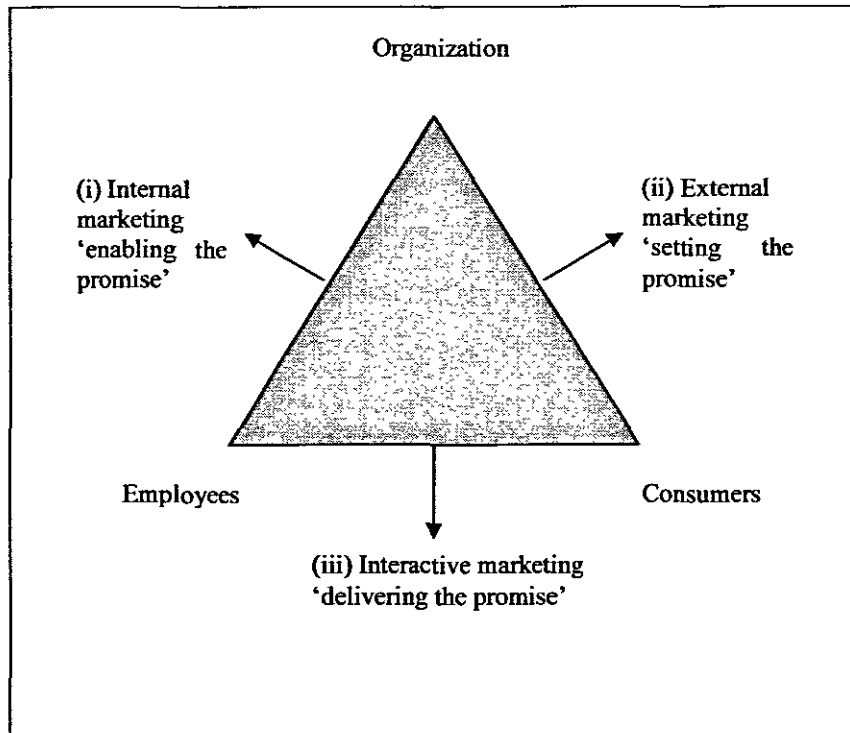 Organization
(i) Internal
marketing
‘enabling the
promise’
(ii) External
marketing
‘setting the
promise’
Employees
Consumers
(iii) Interactive marketing
‘delivering the promise’